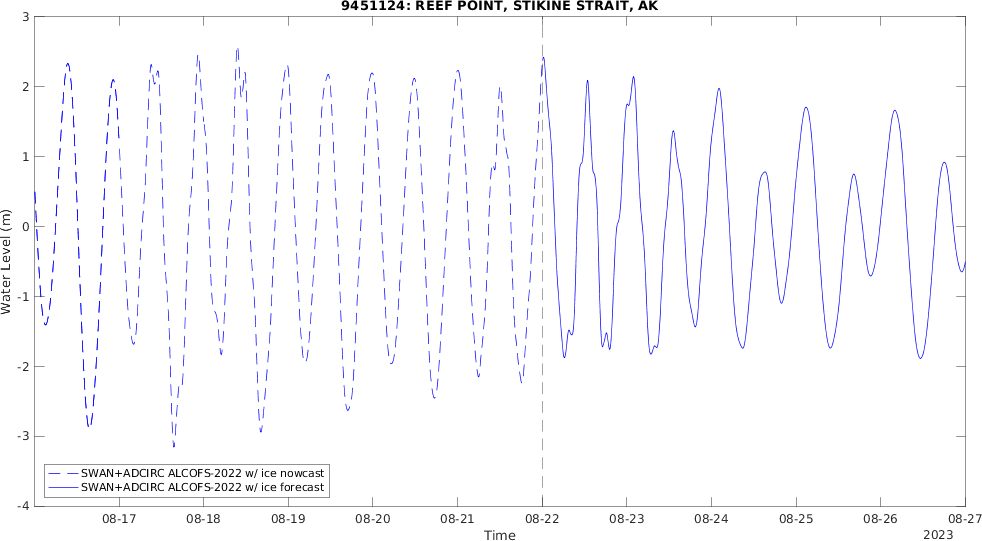 9451124: REEF POINT, STIKINE STRAIT, AK
3
2
1
0
-1
-2
-3
-4
Water Level (m)
SWAN+ADCIRC ALCOFS-2022 w/ ice nowcast
SWAN+ADCIRC ALCOFS-2022 w/ ice forecast
08-17 08-18 08-19 08-20 08-21 08-22 08-23 08-24 08-25 08-26 08-27
Time
2023